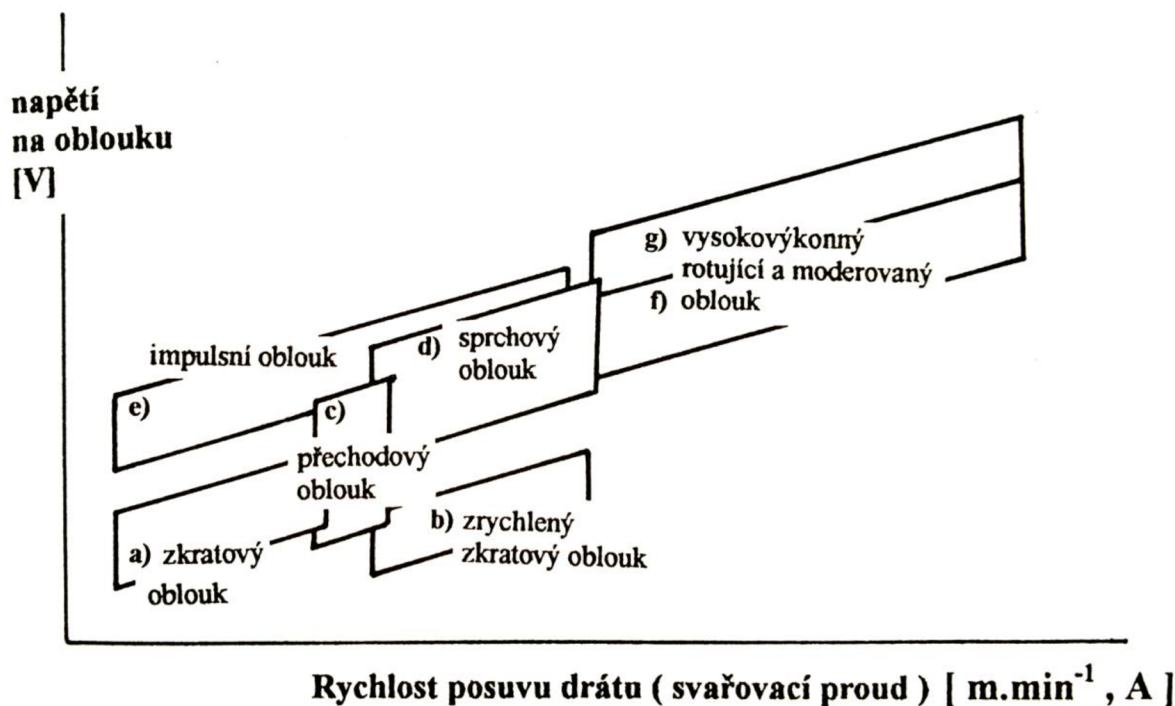 napětí
na oblouku
[V]
g) vysokovýkonný
rotující a moderovaný
f) oblouk
impulsní oblouk
d) sprchový
oblouk
e)
c)
přechodový
oblouk
b) zrychlený
zkratový oblouk
a) zkratový
oblouk
Rychlost posuvu drátu ( svařovací proud ) [ m.min⁻¹ , A ]